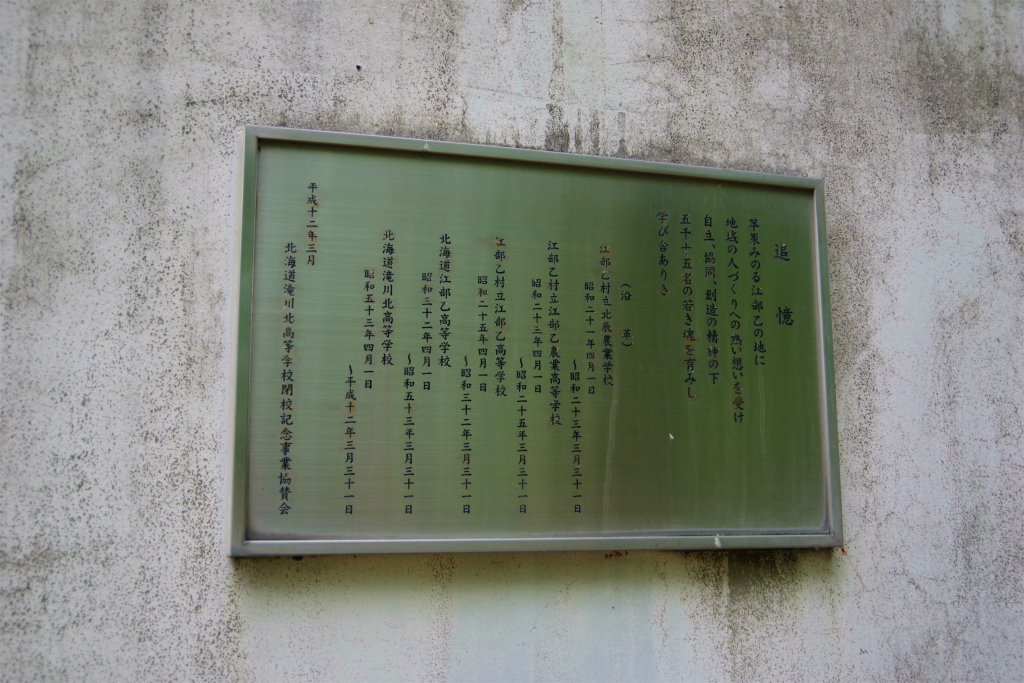 追憶
苹果みのる江部乙の地に
地域の人づくりへの熱い想いを受け
自立、協同、創造の精神の下
五千十五名の若き魂を育みし
学び舎ありき
（沿革）
江部乙村立北辰農業学校
昭和二十一年四月一日
～昭和二十三年三月三十一日
江部乙村立江部乙農業高等学校
昭和二十三年四月一日
～昭和二十五年三月三十一日
江部乙村立江部乙高等学校
昭和二十五年四月一日
～昭和三十二年三月三十一日
北海道江部乙高等学校
昭和三十二年四月一日
～昭和五十三年三月三十一日
北海道滝川北高等学校
昭和五十三年四月一日
～平成十二年三月三十一日
平成十二年三月
北海道滝川北高等学校閉校記念事業協賛会